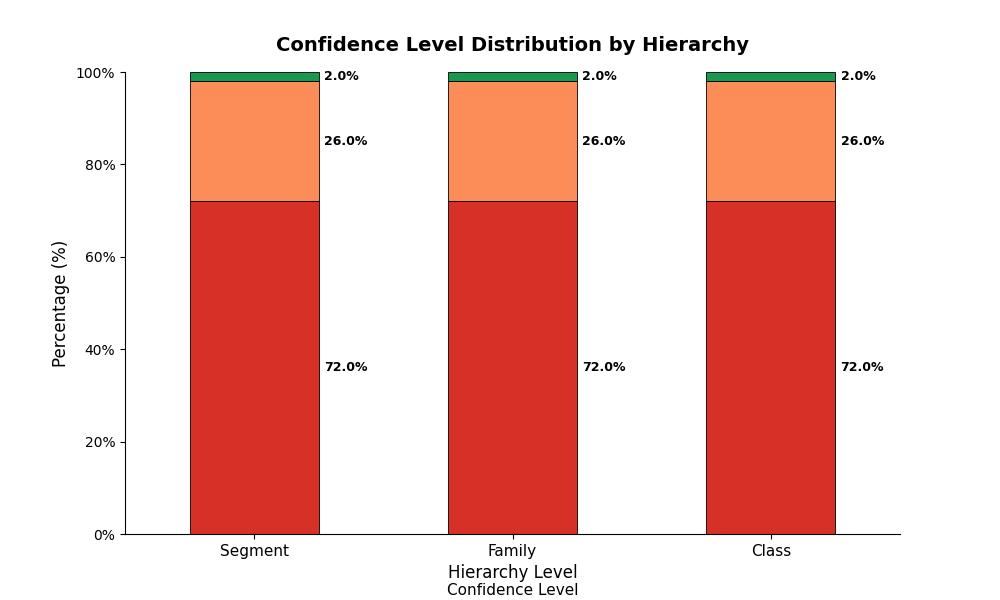 Confidence Level Distribution by Hierarchy
100%
80%
60%
40%
20%
0%
Percentage (%)
2.0%
26.0%
72.0%
2.0%
26.0%
72.0%
2.0%
26.0%
72.0%
Segment
Family
Class
Hierarchy Level
Confidence Level